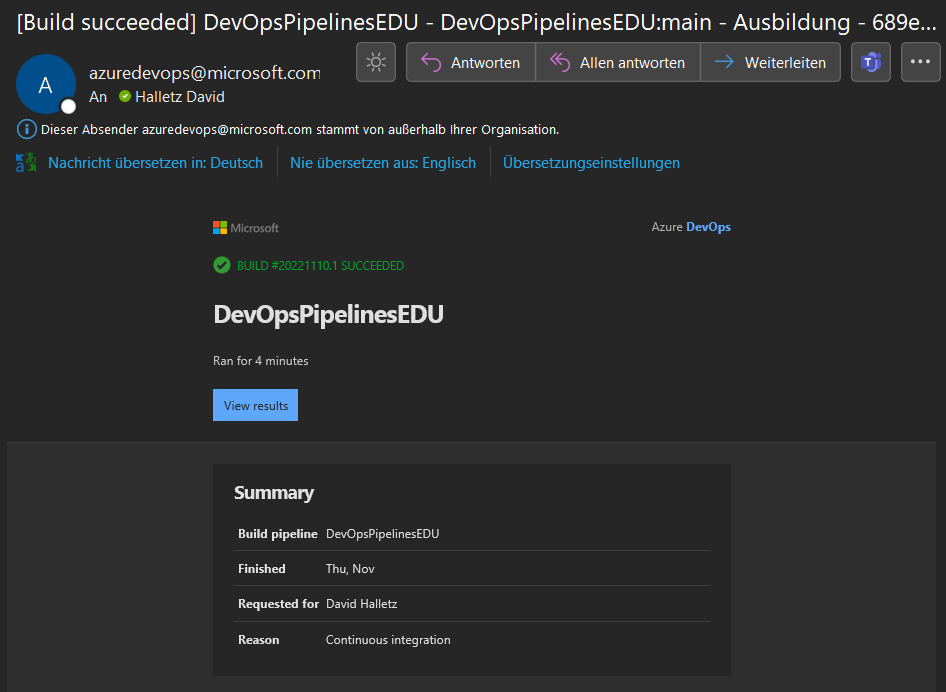 [Build succeeded] DevOpsPipelinesEDU - DevOpsPipelinesEDU:main - Ausbildung - 689e...
A
azuredevops@microsoft.com
Antworten
Allen antworten
Weiterleiten
An Halletz David
Dieser Absender azuredevops@microsoft.com stammt von außerhalb Ihrer Organisation.
Nachricht übersetzen in: Deutsch
Nie übersetzen aus: Englisch
Übersetzungseinstellungen
Microsoft
Azure DevOps
BUILD #20221110.1 SUCCEEDED
DevOpsPipelinesEDU
Ran for 4 minutes
View results
Summary
Build pipeline DevOpsPipelinesEDU
Finished Thu, Nov
Requested for David Halletz
Reason Continuous integration